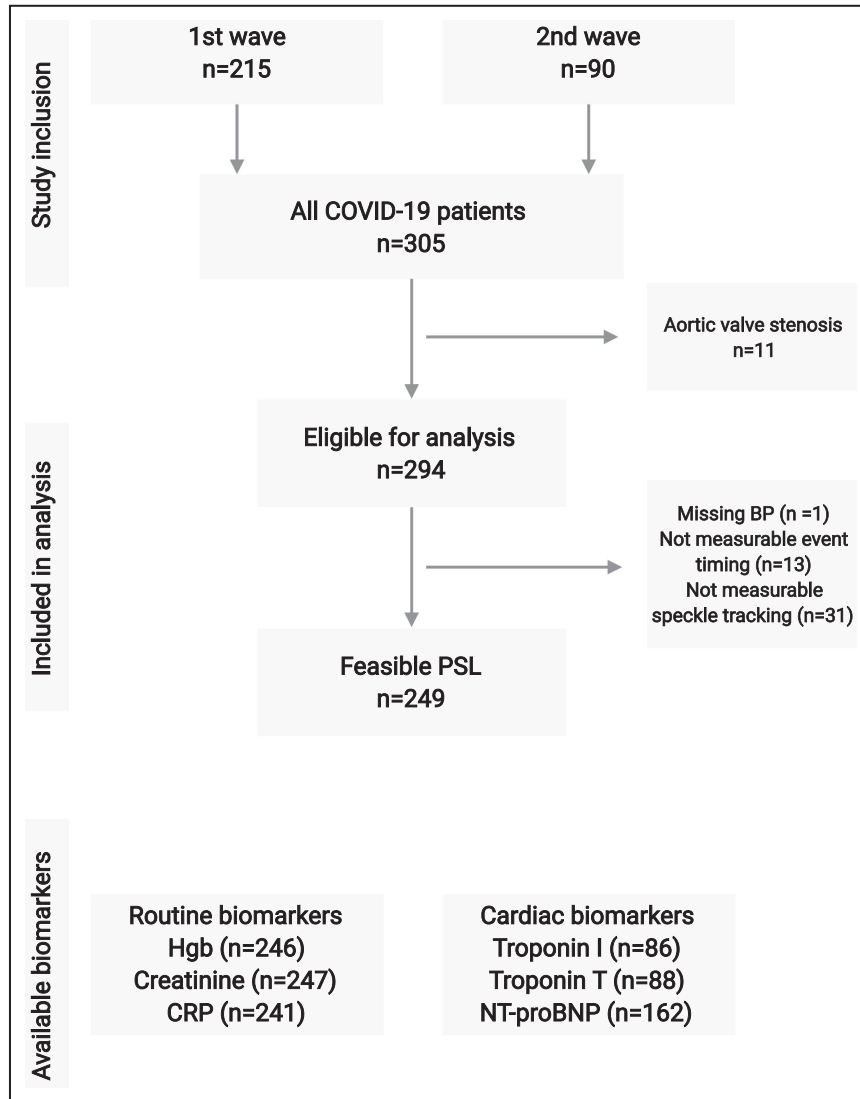 Study inclusion
1st wave
n=215
2nd wave
n=90
All COVID-19 patients
n=305
Aortic valve stenosis
n=11
Included in analysis
Eligible for analysis
n=294
Missing BP (n =1)
Not measurable event
timing (n=13)
Not measurable
speckle tracking (n=31)
Feasible PSL
n=249
Available biomarkers
Routine biomarkers
Hgb (n=246)
Creatinine (n=247)
CRP (n=241)
Cardiac biomarkers
Troponin I (n=86)
Troponin T (n=88)
NT-proBNP (n=162)